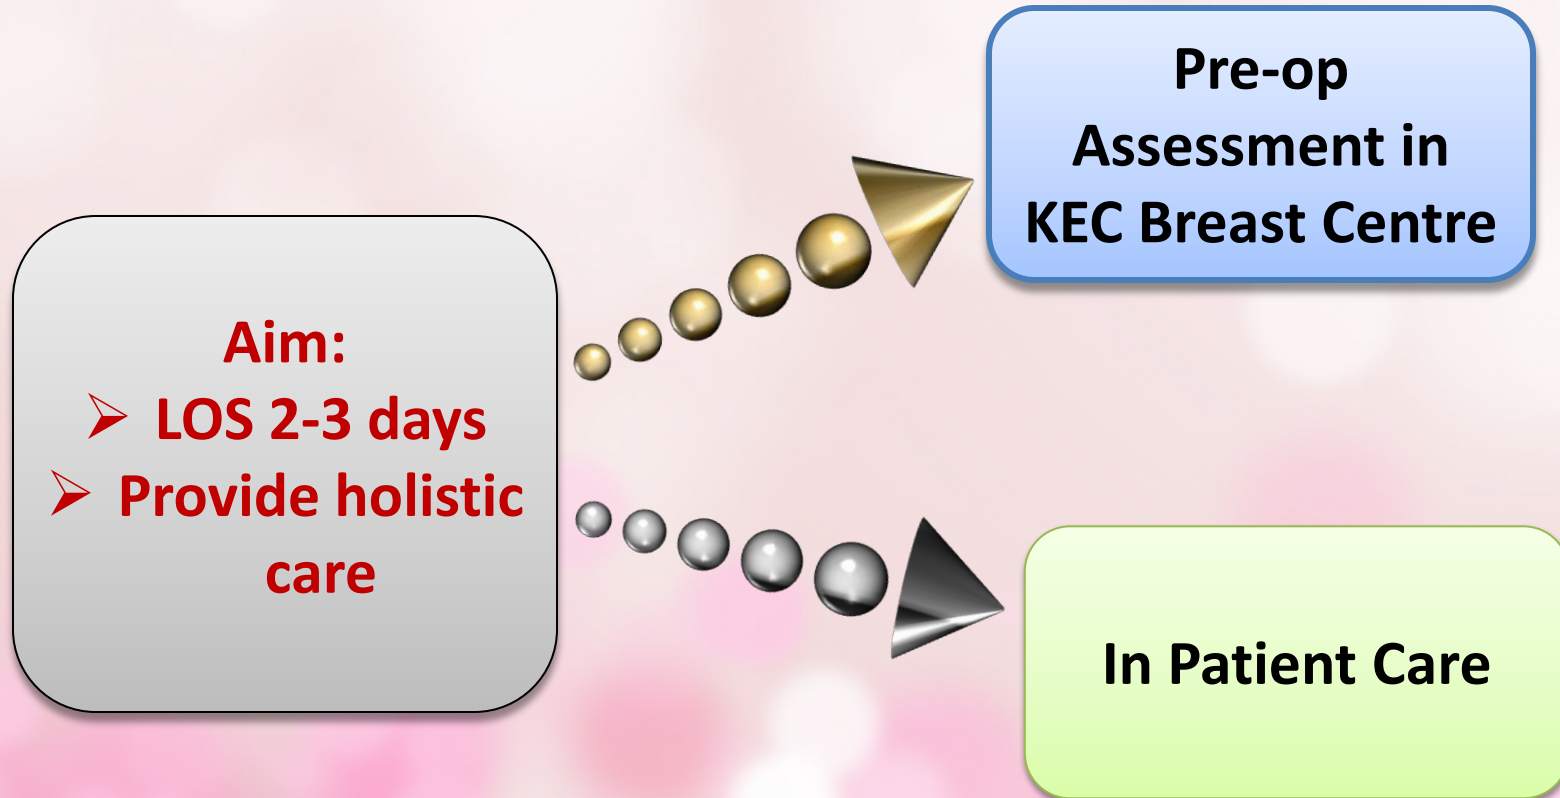 Aim:
➢ LOS 2-3 days
➢ Provide holistic
care
Pre-op
Assessment in
KEC Breast Centre
In Patient Care